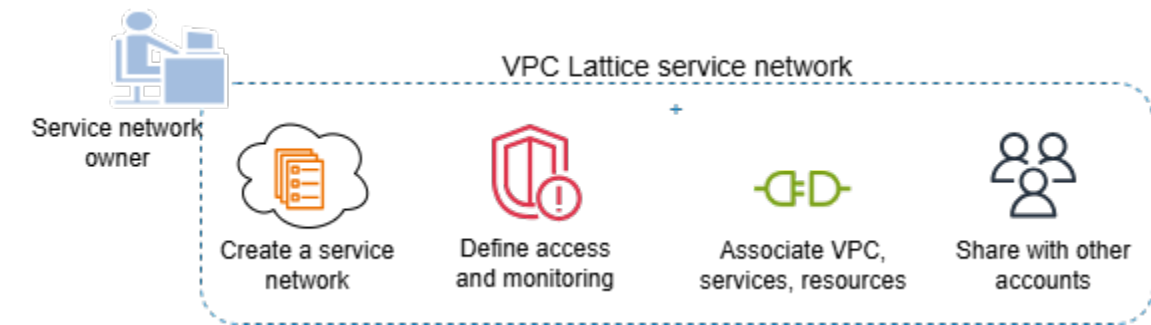 VPC Lattice service network
Service network
owner
Create a service
network
Define access
and monitoring
Associate VPC,
services, resources
Share with other
accounts